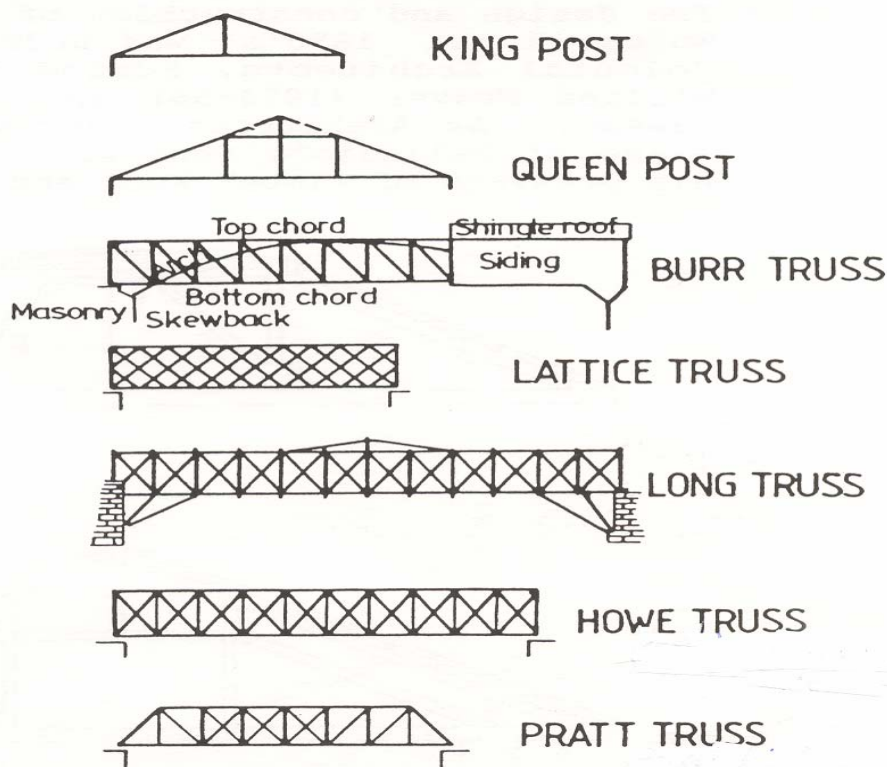 KING POST
QUEEN POST
Top chord
Shingle roof
Arch
Siding
BURR TRUSS
Bottom chord
Masonry
Skewback
LATTICE TRUSS
LONG TRUSS
HOWE TRUSS
PRATT TRUSS